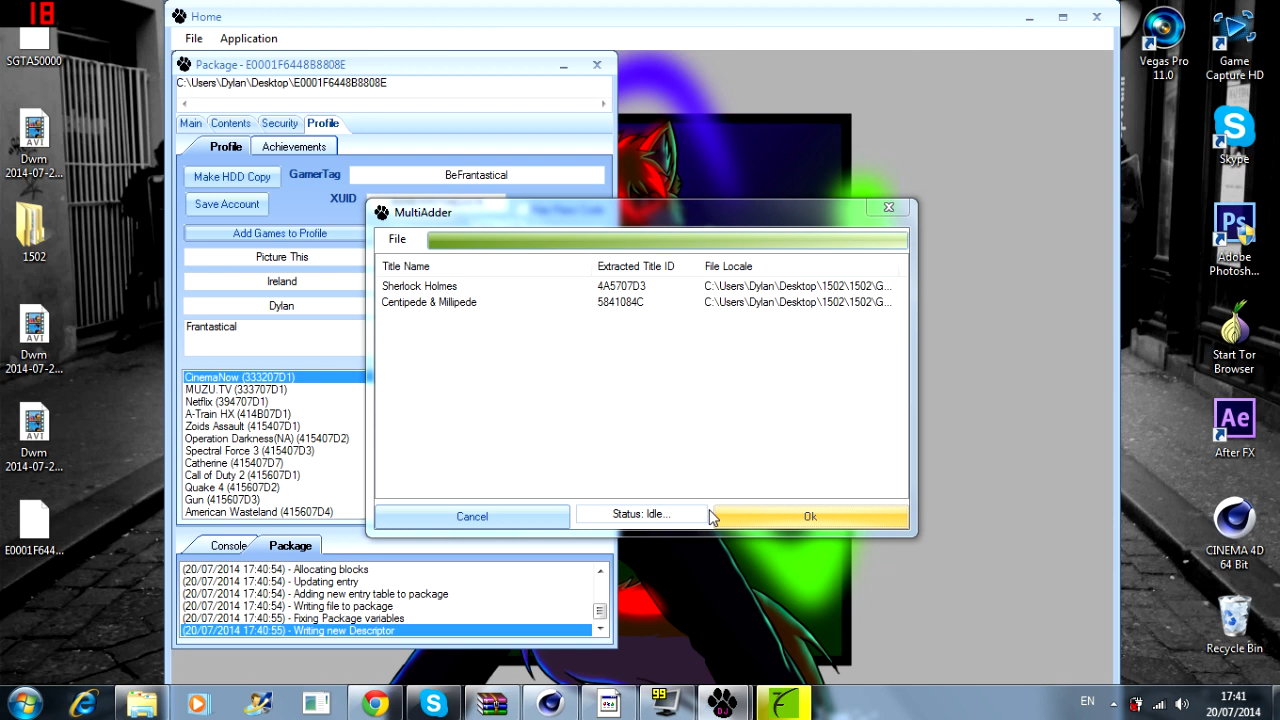 18
SGTA50000
Dwm
2014-07-2...
1502
Dwm
2014-07-2...
Dwm
2014-07-2...
E0001F644...
Home
File
Application
Package - E0001F6448B8808E
C:\Users\Dylan\Desktop\E0001F6448B8808E
Main
Contents
Security
Profile
Profile
Achievements
Make HDD Copy
GamerTag
BeFrantastical
Save Account
XUID
Add Games to Profile
Picture This
Ireland
Dylan
Frantastical
CinemaNow (333207D1)
MUZU TV (333707D1)
Netflix (394707D1)
A-Train HX (414B07D1)
Zoids Assault (415407D1)
Operation Darkness(NA) (415407D2)
Spectral Force 3 (415407D3)
Catherine (415407D7)
Call of Duty 2 (415607D1)
Quake 4 (415607D2)
Gun (415607D3)
American Wasteland (415607D4)
Console
Package
(20/07/2014 17:40:54) - Allocating blocks
(20/07/2014 17:40:54) - Updating entry
(20/07/2014 17:40:54) - Adding new entry table to package
(20/07/2014 17:40:54) - Writing file to package
(20/07/2014 17:40:55) - Fixing Package variables
(20/07/2014 17:40:55) - Writing new Descriptor
MultiAdder
File
Title Name Extracted Title ID File Locale
Sherlock Holmes 4A5707D3 C:\Users\Dylan\Desktop\1502\1502\G...
Centipede & Millipede 5841084C C:\Users\Dylan\Desktop\1502\1502\G...
Cancel
Status: Idle...
Ok
Vegas Pro
11.0
Game
Capture HD
Skype
Adobe
Photosh...
Start Tor
Browser
After FX
CINEMA 4D
64 Bit
Recycle Bin
99
DJ
EN
17:41
20/07/2014